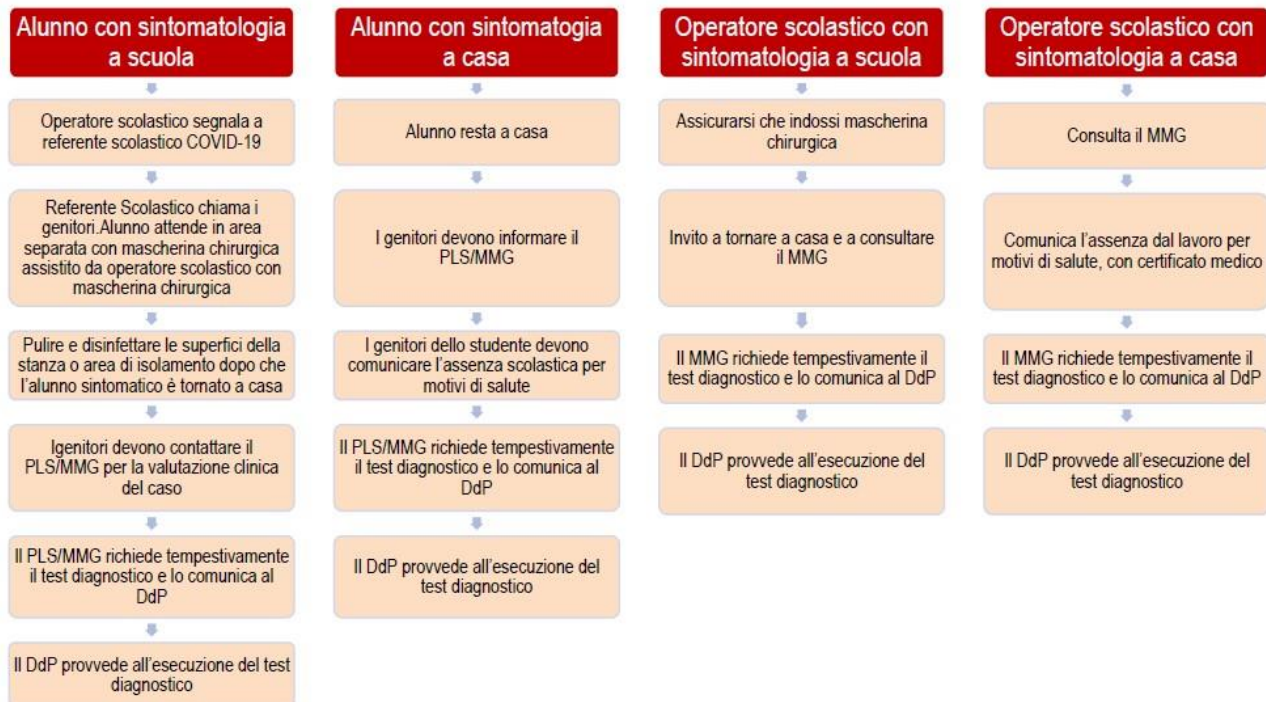 Alunno con sintomatologia
a scuola
Operatore scolastico segnala a
referente scolastico COVID-19
Referente Scolastico chiama i
genitori.Alunno attende in area
separata con mascherina chirurgica
assistito da operatore scolastico con
mascherina chirurgica
Pulire e disinfettare le superfici della
stanza o area di isolamento dopo che
l'alunno sintomatico è tornato a casa
Igenitori devono contattare il
PLS/MMG per la valutazione clinica
del caso
Il PLS/MMG richiede tempestivamente
il test diagnostico e lo comunica al
DdP
Il DdP provvede all'esecuzione del test
diagnostico
Alunno con sintomatogia
a casa
Alunno resta a casa
I genitori devono informare il
PLS/MMG
I genitori dello studente devono
comunicare l'assenza scolastica per
motivi di salute
Il PLS/MMG richiede tempestivamente
il test diagnostico e lo comunica al
DdP
Il DdP provvede all'esecuzione del
test diagnostico
Operatore scolastico con
sintomatologia a scuola
Assicurarsi che indossi mascherina
chirurgica
Invito a tornare a casa e a consultare
il MMG
Il MMG richiede tempestivamente il
test diagnostico e lo comunica al DdP
Il DdP provvede all'esecuzione del
test diagnostico
Operatore scolastico con
sintomatologia a casa
Consulta il MMG
Comunica l'assenza dal lavoro per
motivi di salute, con certificato medico
Il MMG richiede tempestivamente il
test diagnostico e lo comunica al DdP
Il DdP provvede all'esecuzione del
test diagnostico